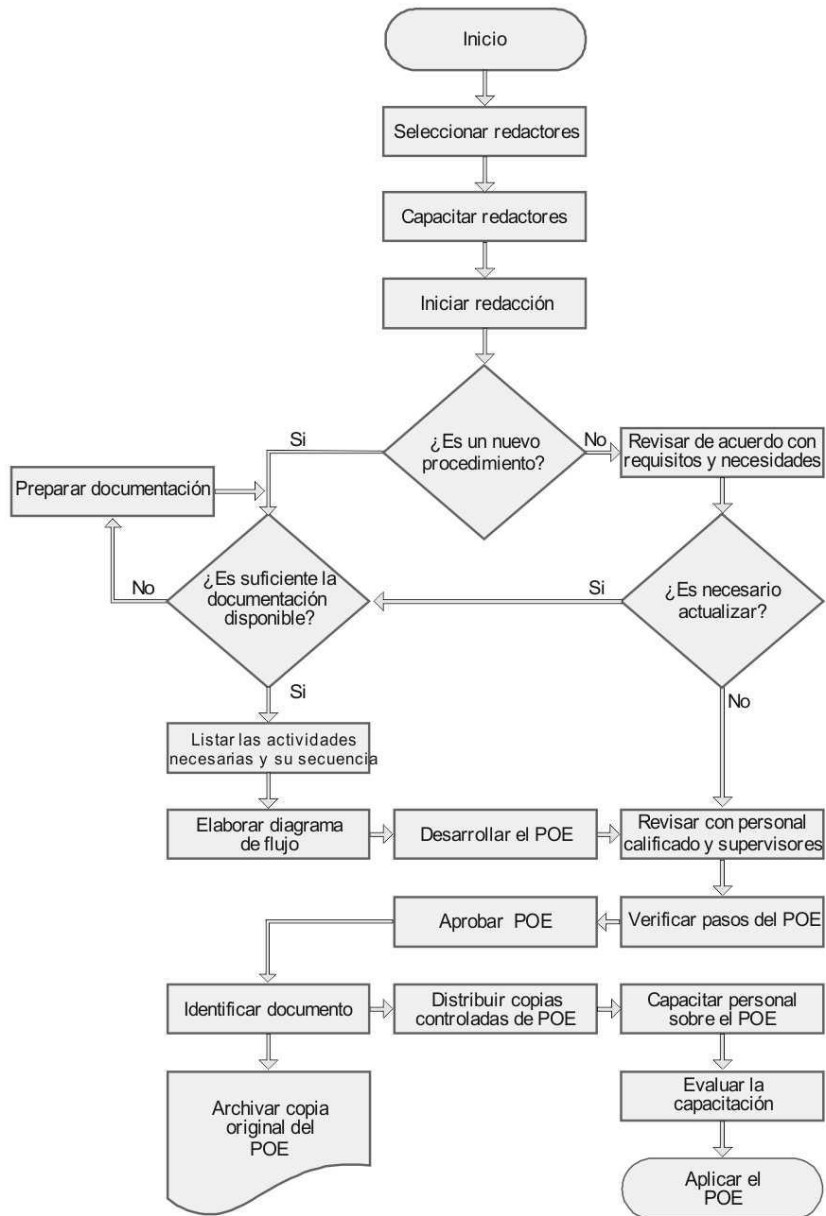 Inicio
Seleccionar redactores
Capacitar redactores
Iniciar redacción
¿Es un nuevo
procedimiento?
Si
No
Revisar de acuerdo con
requisitos y necesidades
Preparar documentación
¿Es suficiente la
documentación
disponible?
No
Si
¿Es necesario
actualizar?
Si
No
Listar las actividades
necesarias y su secuencia
Elaborar diagrama
de flujo
Desarrollar el POE
Revisar con personal
calificado y supervisores
Aprobar POE
Verificar pasos del POE
Identificar documento
Distribuir copias
controladas de POE
Capacitar personal
sobre el POE
Archivar copia
original del
POE
Evaluar la
capacitación
Aplicar el
POE